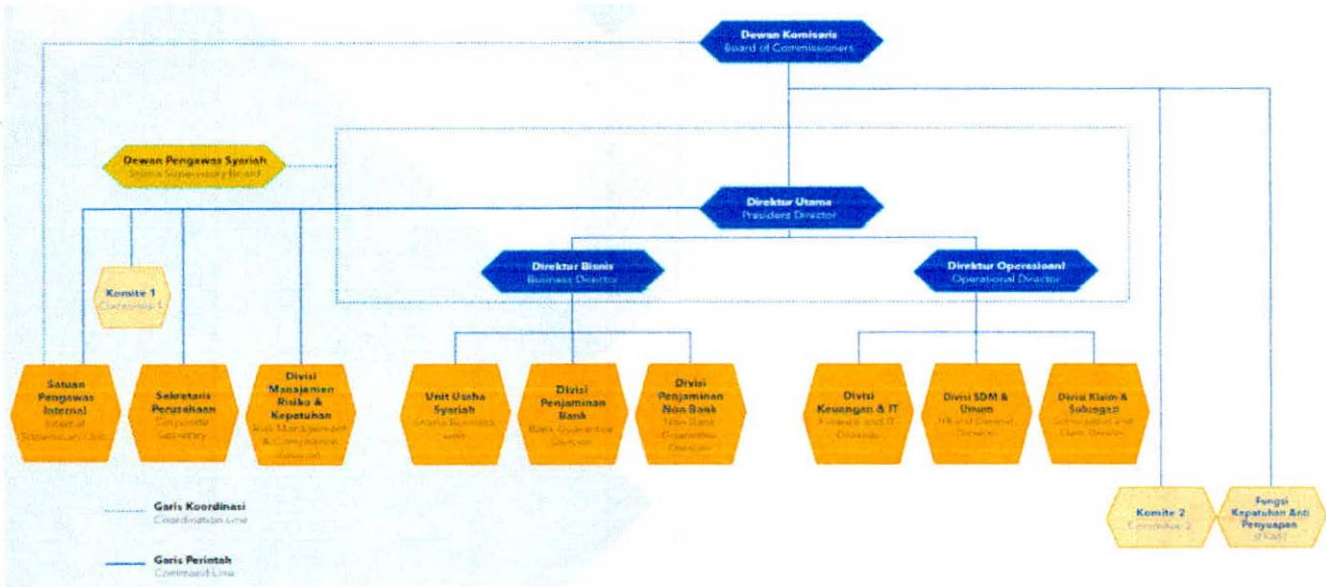 Dewan Komisaris
Board of Commissioners
Dewan Pengawas Syariah
Sharia Supervisory Board
Direktur Utama
President Director
Direktur Bisnis
Business Director
Direktur Operasioanl
Operational Director
Komite 1
Committee 1
Satuan
Pengawas
Internal
Internal
Supervisory Unit
Sekretaris
Perusahaan
Corporate
Secretary
Divisi
Manajemen
Risiko &
Kepatuhan
Risk Management
& Compliance
Division
Unit Usaha
Syariah
Sharia Business
Unit
Divisi
Penjaminan
Bank
Bank Guarantee
Division
Divisi
Penjaminan
Non Bank
Non Bank
Guarantee
Division
Divisi
Keuangan & IT
Finance and IT
Division
Divisi SDM &
Umum
HR and General
Division
Divisi Klaim &
Subrogation and
Claim Division
Komite 2
Committee 2
Fungsi
Kepatuhan Anti
Penyuapan
Garis Koordinasi
Coordination Line
Garis Perintah
Command Line